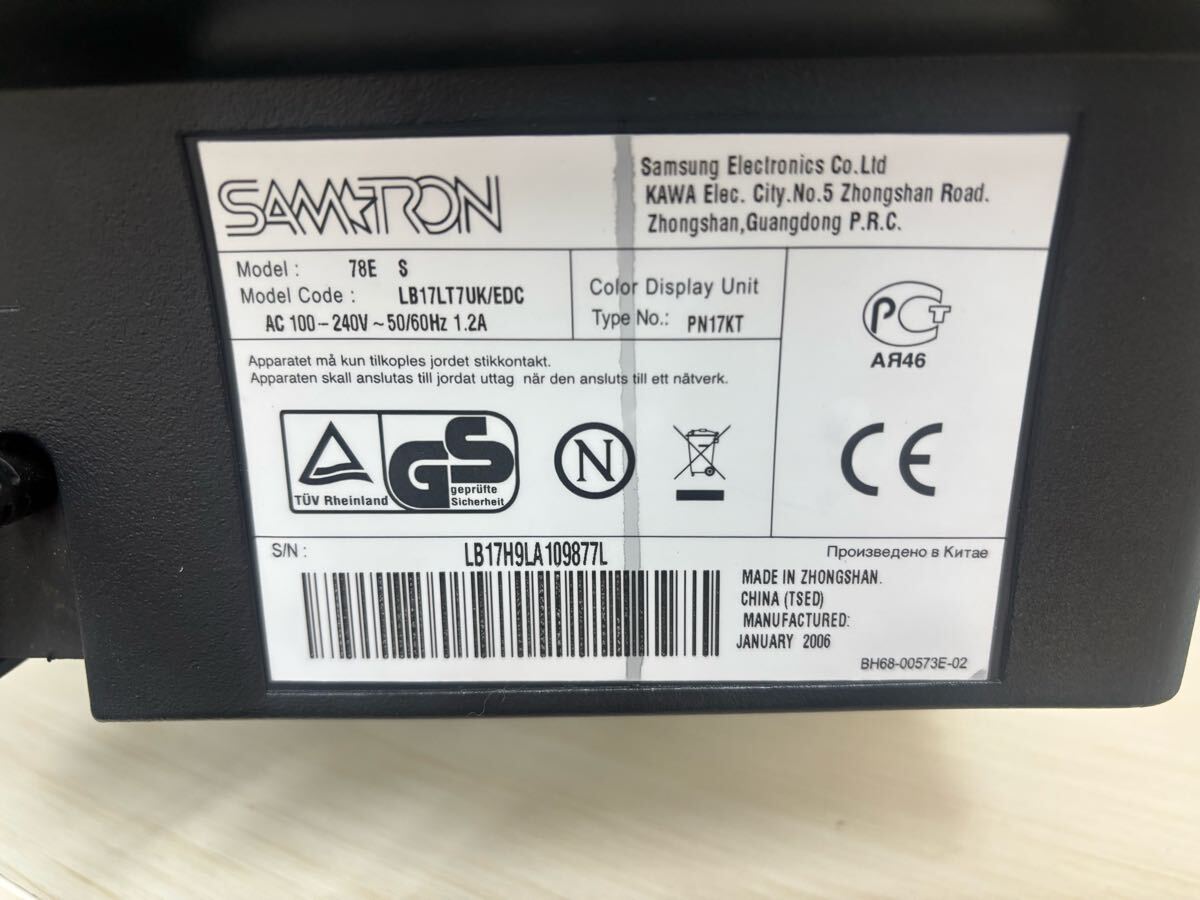 SAMTRON
Samsung Electronics Co.Ltd
KAWA Elec. City.No.5 Zhongshan Road.
Zhongshan,Guangdong P.R.C.
Model : 78E S
Model Code : LB17LT7UK/EDC
AC 100-240V ~ 50/60Hz 1.2A
Color Display Unit
Type No.: PN17KT
Apparatet må kun tilkoples jordet stikkontakt.
Apparaten skall anslutas till jordat uttag när den ansluts till ett nätverk.
TÜV Rheinland
GS
geprüfte
Sicherheit
N
PCT
АЯ46
CE
S/N :
LB17H9LA109877L
Произведено в Китае
MADE IN ZHONGSHAN.
CHINA (TSED)
MANUFACTURED:
JANUARY 2006
BH68-00573E-02